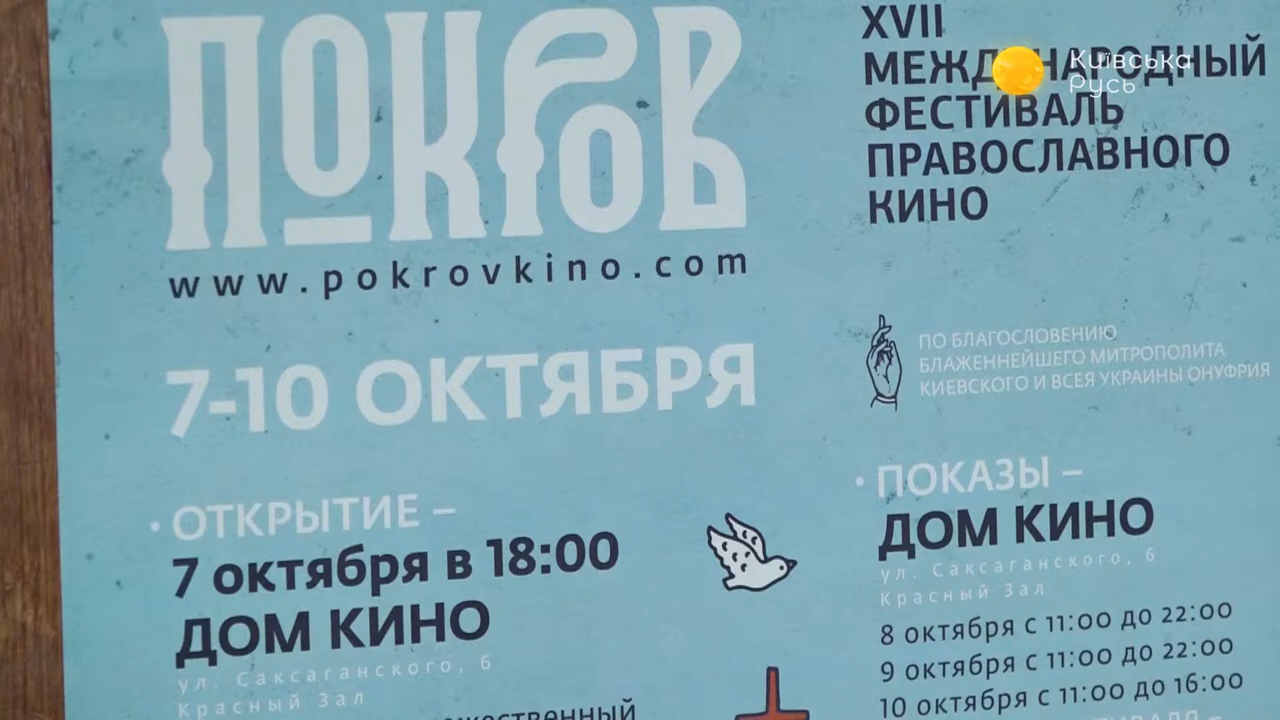 ПОКРОВ
www.pokrovkino.com
7-10 ОКТЯБРЯ
• ОТКРЫТИЕ –
7 октября в 18:00
ДОМ КИНО
ул. Саксаганского, 6
Красный Зал
XVII
МЕЖДУНАРОДНЫЙ
ФЕСТИВАЛЬ
ПРАВОСЛАВНОГО
КИНО
Київська
Русь
ПО БЛАГОСЛОВЕНИЮ
БЛАЖЕННЕЙШЕГО МИТРОПОЛИТА
КИЕВСКОГО И ВСЕЯ УКРАИНЫ ОНУФРИЯ
• ПОКАЗЫ –
ДОМ КИНО
ул. Саксаганского, 6
Красный Зал
8 октября с 11:00 до 22:00
9 октября с 11:00 до 22:00
10 октября с 11:00 до 16:00